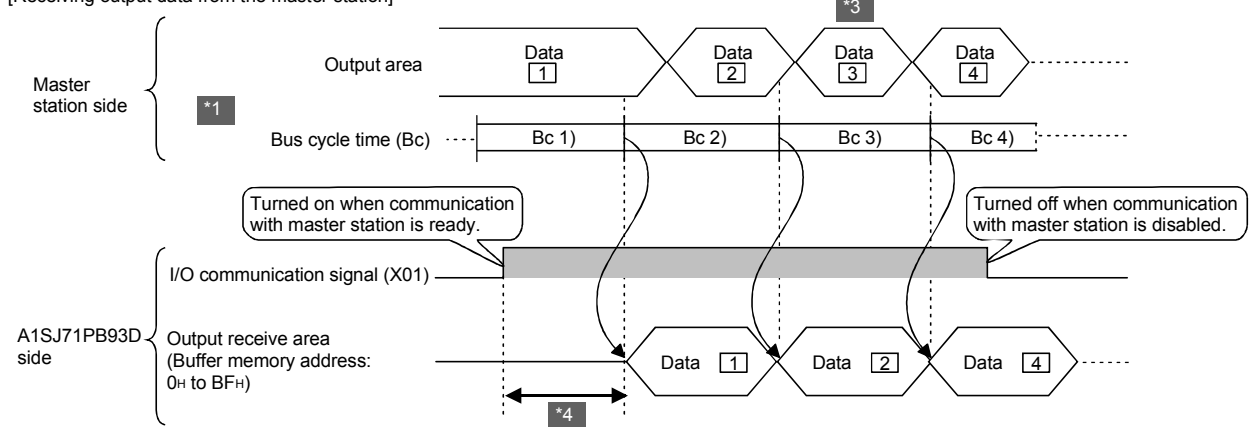 [Receiving output data from the master station]
*3
Master
station side
*1
Output area
Data
1
Data
2
Data
3
Data
4
Bus cycle time (Bc)
Bc 1)
Bc 2)
Bc 3)
Bc 4)
Turned on when communication
with master station is ready.
Turned off when communication
with master station is disabled.
I/O communication signal (X01)
A1SJ71PB93D
side
Output receive area
(Buffer memory address:
0H to BFH)
Data 1
Data 2
Data 4
*4